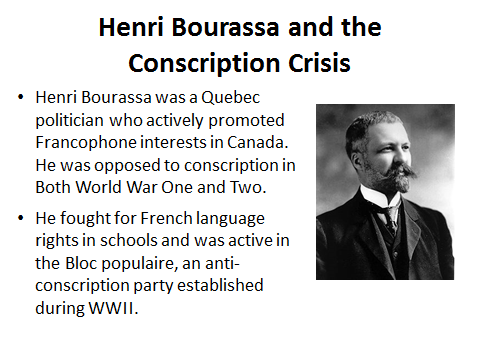 Henri Bourassa and the
Conscription Crisis
• Henri Bourassa was a Quebec
politician who actively promoted
Francophone interests in Canada.
He was opposed to conscription in
Both World War One and Two.
• He fought for French language
rights in schools and was active in
the Bloc populaire, an anti-
conscription party established
during WWII.